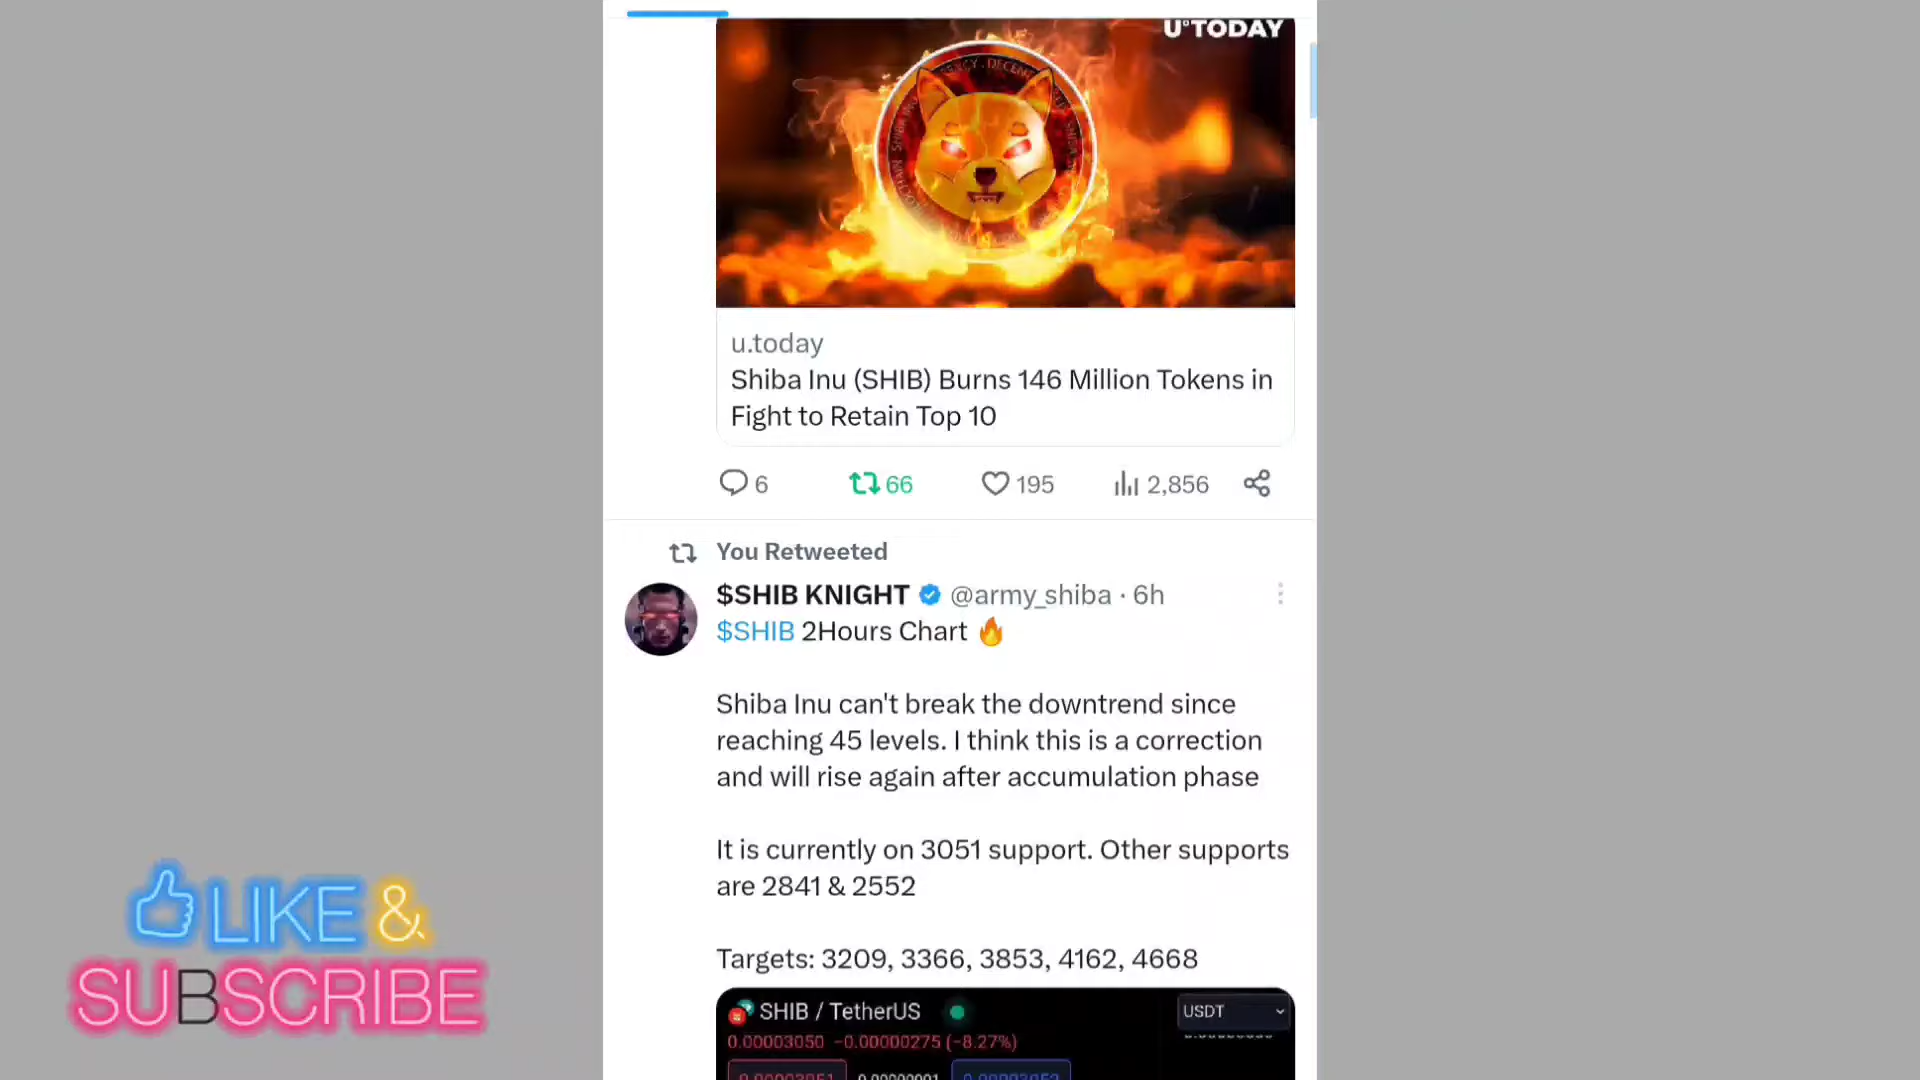 U°TODAY
u.today
Shiba Inu (SHIB) Burns 146 Million Tokens in
Fight to Retain Top 10
6 66 195 2,856
You Retweeted
$SHIB KNIGHT @army_shiba · 6h
$SHIB 2Hours Chart 🔥
Shiba Inu can't break the downtrend since
reaching 45 levels. I think this is a correction
and will rise again after accumulation phase
It is currently on 3051 support. Other supports
are 2841 & 2552
Targets: 3209, 3366, 3853, 4162, 4668
SHIB / TetherUS USDT
0.00003050 −0.00000275 (−8.27%)
LIKE &
SUBSCRIBE